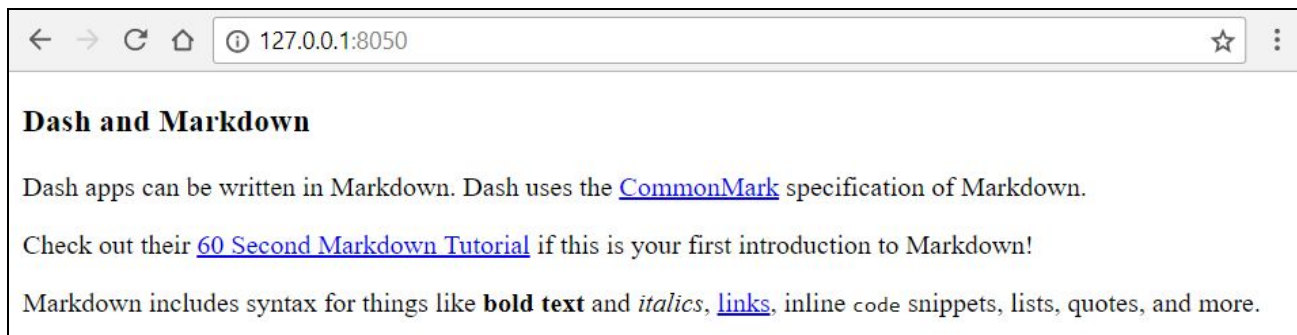 127.0.0.1:8050
Dash and Markdown
Dash apps can be written in Markdown. Dash uses the CommonMark specification of Markdown.
Check out their 60 Second Markdown Tutorial if this is your first introduction to Markdown!
Markdown includes syntax for things like bold text and italics, links, inline code snippets, lists, quotes, and more.